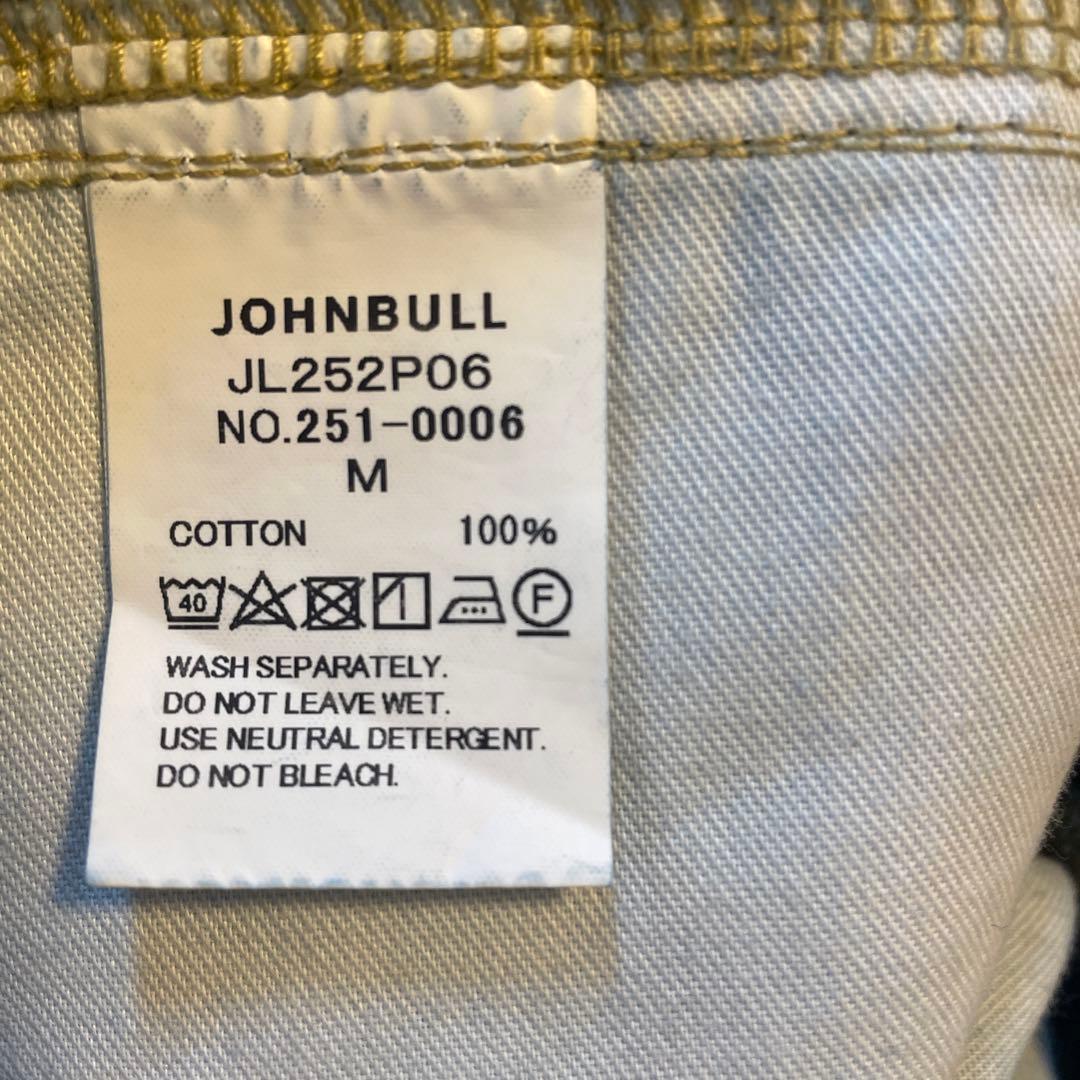 JOHNBULL
JL252P06
NO.251-0006
M
COTTON 100%
40 F
WASH SEPARATELY.
DO NOT LEAVE WET.
USE NEUTRAL DETERGENT.
DO NOT BLEACH.